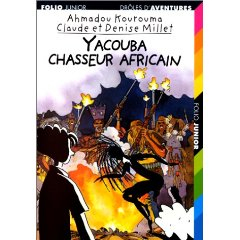 FOLIO JUNIOR DRÔLES D'AVENTURES
Ahmadou Kourouma
Claude et Denise Millet
YACOUBA
CHASSEUR AFRICAIN
FOLIO JUNIOR